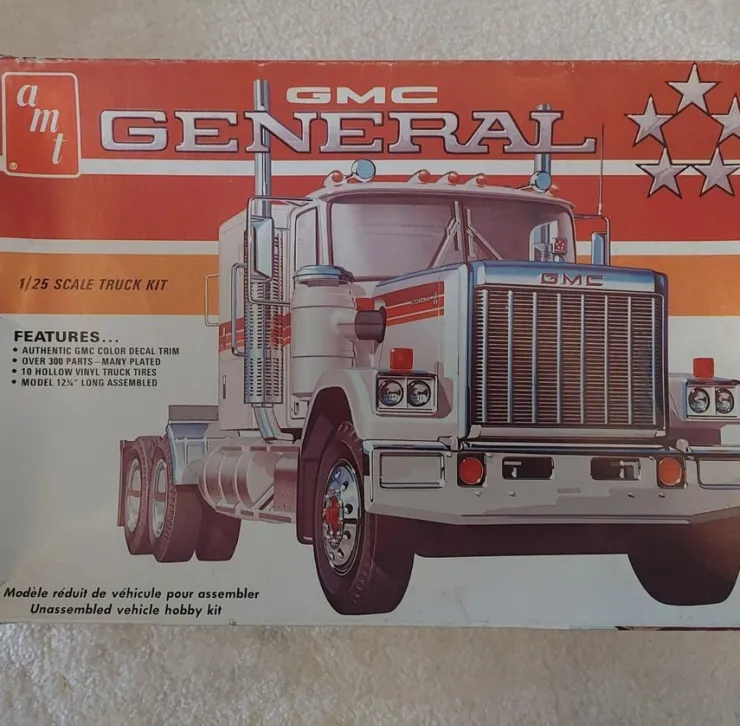 amt
®
GMC
GENERAL
1/25 SCALE TRUCK KIT
FEATURES...
• AUTHENTIC GMC COLOR DECAL TRIM
• OVER 300 PARTS—MANY PLATED
• 10 HOLLOW VINYL TRUCK TIRES
• MODEL 12¾" LONG ASSEMBLED
GMC
Modèle réduit de véhicule pour assembler
Unassembled vehicle hobby kit